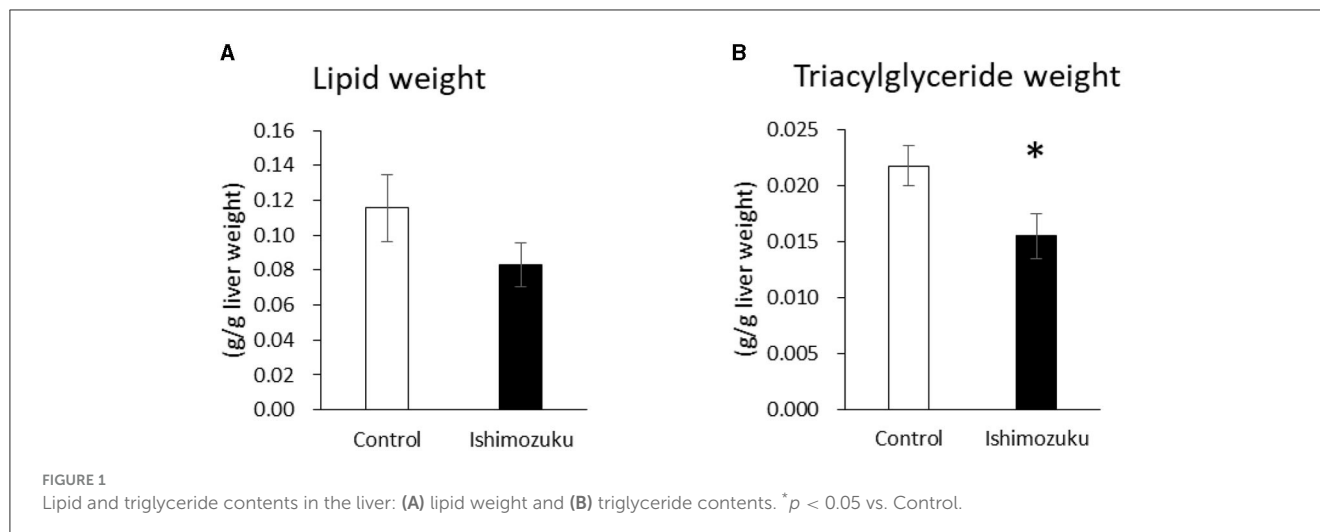 A
Lipid weight
(g/g liver weight)
0.16
0.14
0.12
0.10
0.08
0.06
0.04
0.02
0.00
Control Ishimozuku
B
Triacylglyceride weight
(g/g liver weight)
0.025
0.020
0.015
0.010
0.005
0.000
*
Control Ishimozuku
FIGURE 1
Lipid and triglyceride contents in the liver: (A) lipid weight and (B) triglyceride contents. *p < 0.05 vs. Control.